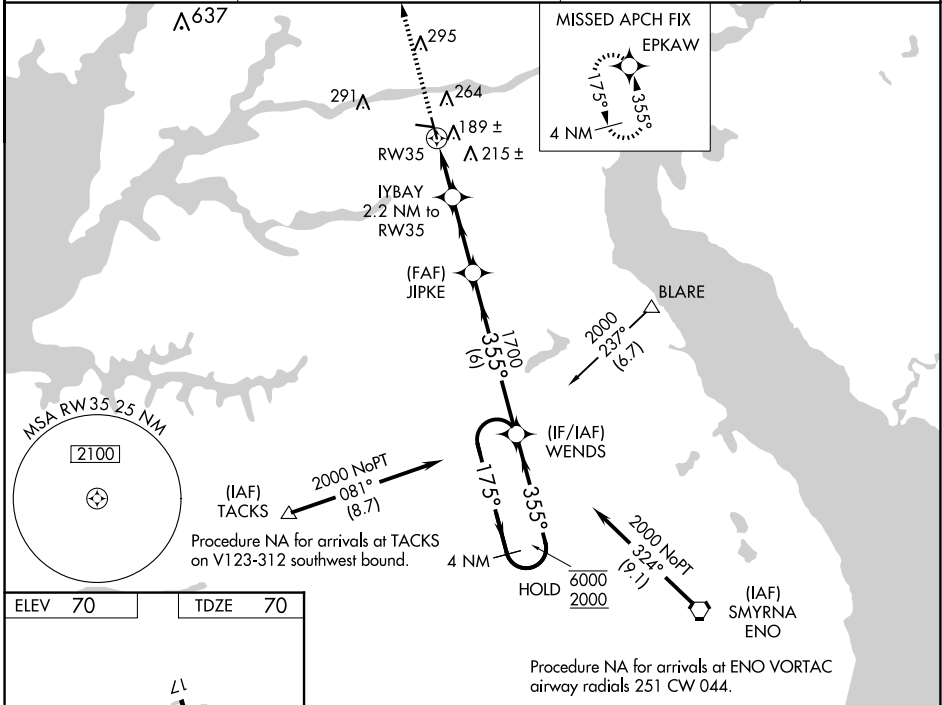 637
295
291
264
189 ±
RW35
215 ±
MISSED APCH FIX
EPKAW
175°
355°
4 NM
IYBAY
2.2 NM to
RW35
(FAF)
JIPKE
BLARE
2000
237°
(6.7)
1700
355°
(6)
MSA RW35 25 NM
2100
(IF/IAF)
WENDS
(IAF)
TACKS
2000 NoPT
081°
(8.7)
175°
355°
Procedure NA for arrivals at TACKS
on V123-312 southwest bound.
4 NM
HOLD
6000
2000
2000 NoPT
324°
(9.1)
(IAF)
SMYRNA
ENO
ELEV 70
TDZE 70
17
Procedure NA for arrivals at ENO VORTAC
airway radials 251 CW 044.